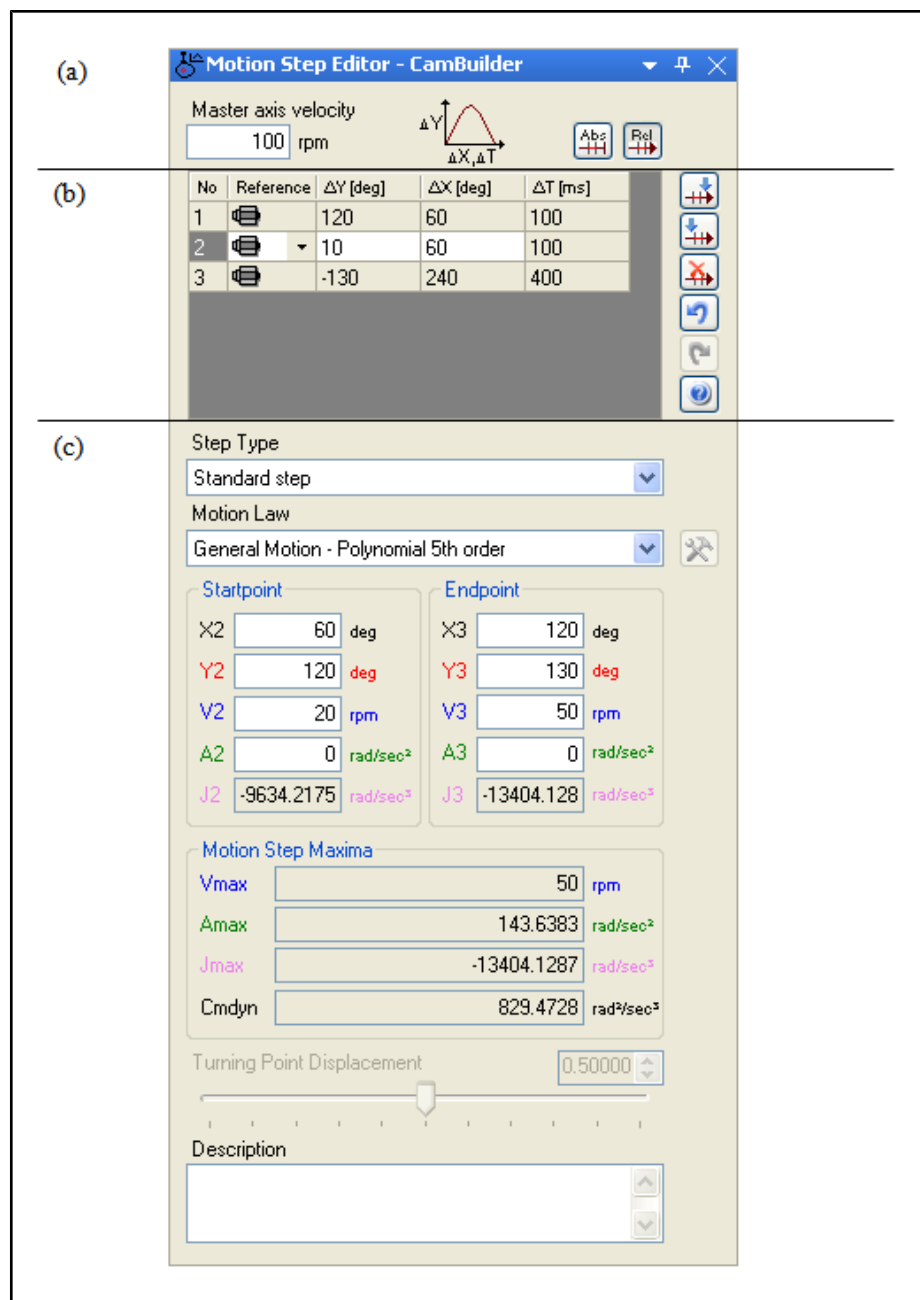 (a)
Motion Step Editor - CamBuilder
Master axis velocity
100 rpm
ΔY
ΔX,ΔT
Abs
Rel
(b)
No Reference ΔY [deg] ΔX [deg] ΔT [ms]
1 120 60 100
2 10 60 100
3 -130 240 400
(c)
Step Type
Standard step
Motion Law
General Motion - Polynomial 5th order
Startpoint Endpoint
X2 60 deg X3 120 deg
Y2 120 deg Y3 130 deg
V2 20 rpm V3 50 rpm
A2 0 rad/sec² A3 0 rad/sec²
J2 -9634.2175 rad/sec³ J3 -13404.128 rad/sec³
Motion Step Maxima
Vmax 50 rpm
Amax 143.6383 rad/sec²
Jmax -13404.1287 rad/sec³
Cmdyn 829.4728 rad²/sec³
Turning Point Displacement 0.50000
Description